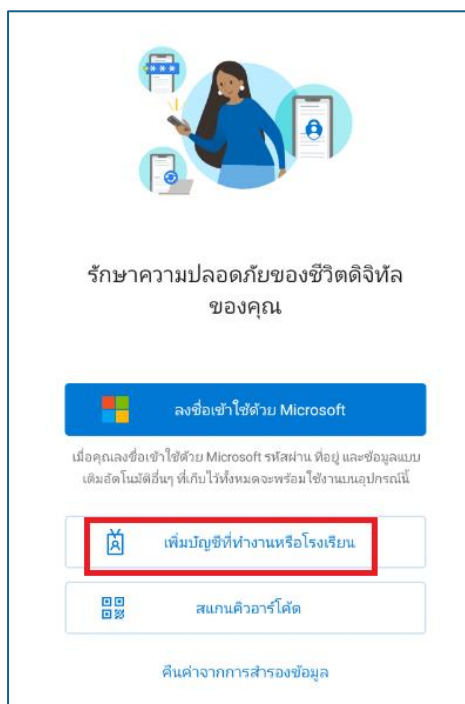 รักษาความปลอดภัยของชีวิตดิจิทัล
ของคุณ
ลงชื่อเข้าใช้ด้วย Microsoft
เมื่อคุณลงชื่อเข้าใช้ด้วย Microsoft รหัสผ่าน ที่อยู่ และข้อมูลแบบ
เติมอัตโนมัติอื่นๆ ที่เก็บไว้ทั้งหมดจะพร้อมใช้งานบนอุปกรณ์นี้
เพิ่มบัญชีที่ทำงานหรือโรงเรียน
สแกนคิวอาร์โค้ด
คืนค่าจากการสำรองข้อมูล